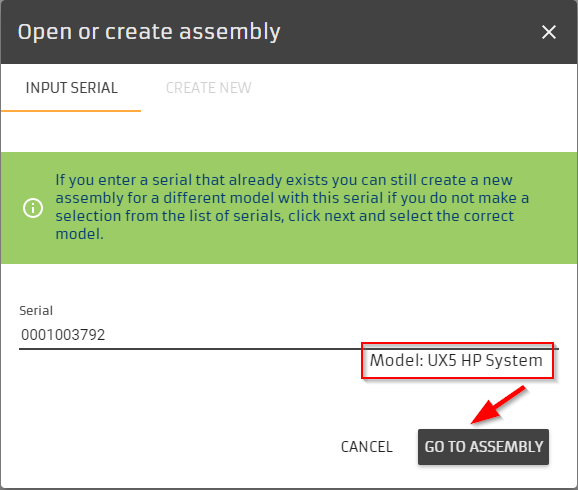 Open or create assembly
INPUT SERIAL
CREATE NEW
If you enter a serial that already exists you can still create a new
assembly for a different model with this serial if you do not make a
selection from the list of serials, click next and select the correct
model.
Serial
0001003792
Model: UX5 HP System
CANCEL
GO TO ASSEMBLY